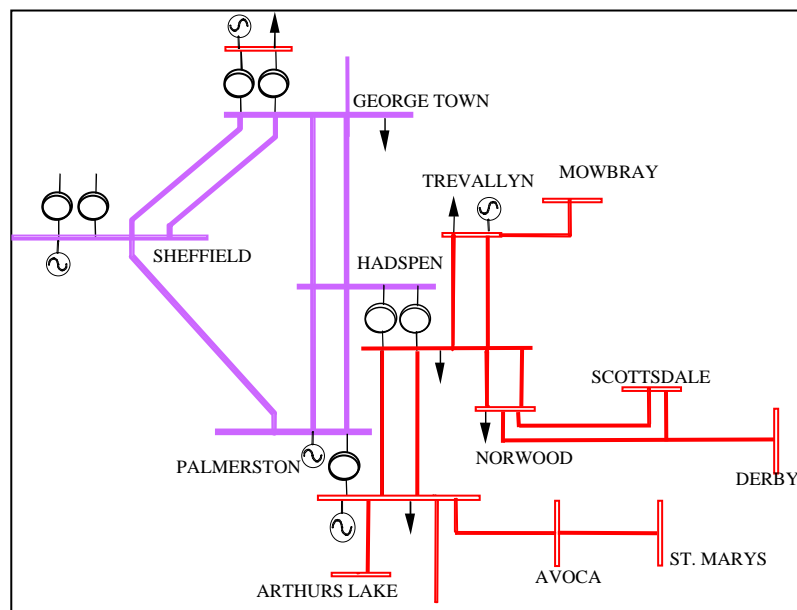 GEORGE TOWN
MOWBRAY
TREVALLYN
SHEFFIELD
HADSPEN
SCOTTSDALE
NORWOOD
PALMERSTON
DERBY
ST. MARYS
AVOCA
ARTHURS LAKE